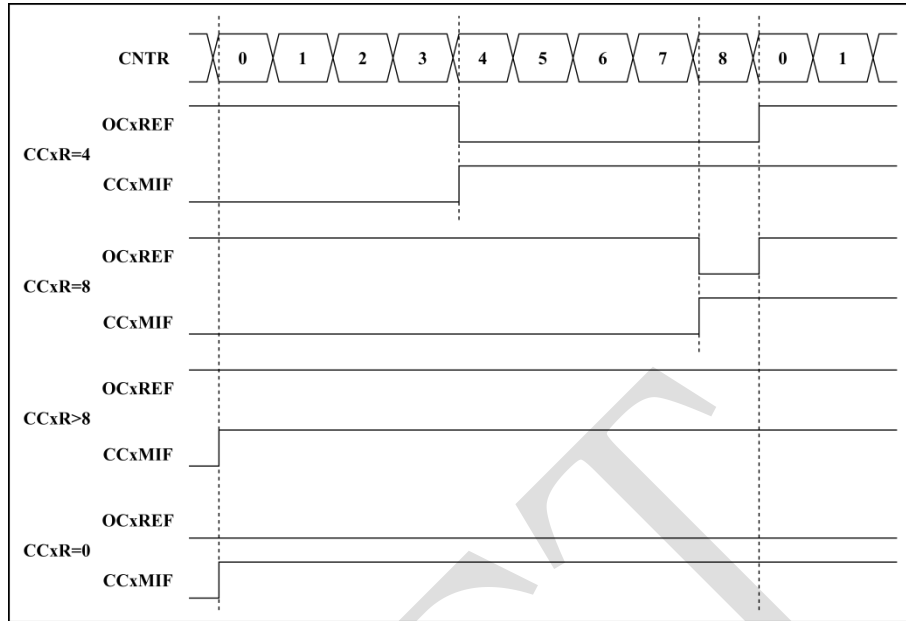 CNTR 0 1 2 3 4 5 6 7 8 0 1
OCxREF
CCxR=4
CCxMIF
OCxREF
CCxR=8
CCxMIF
OCxREF
CCxR>8
CCxMIF
OCxREF
CCxR=0
CCxMIF